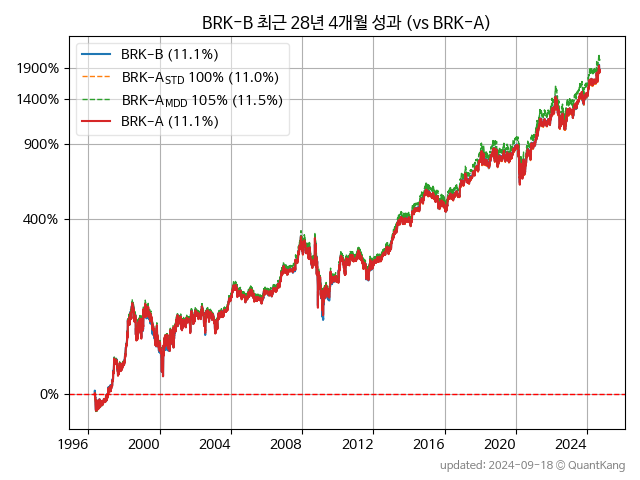 BRK-B 최근 28년 4개월 성과 (vs BRK-A)
BRK-B (11.1%)
BRK-A_STD 100% (11.0%)
BRK-A_MDD 105% (11.5%)
BRK-A (11.1%)
1900%
1400%
900%
400%
0%
1996 2000 2004 2008 2012 2016 2020 2024
updated: 2024-09-18 © QuantKang